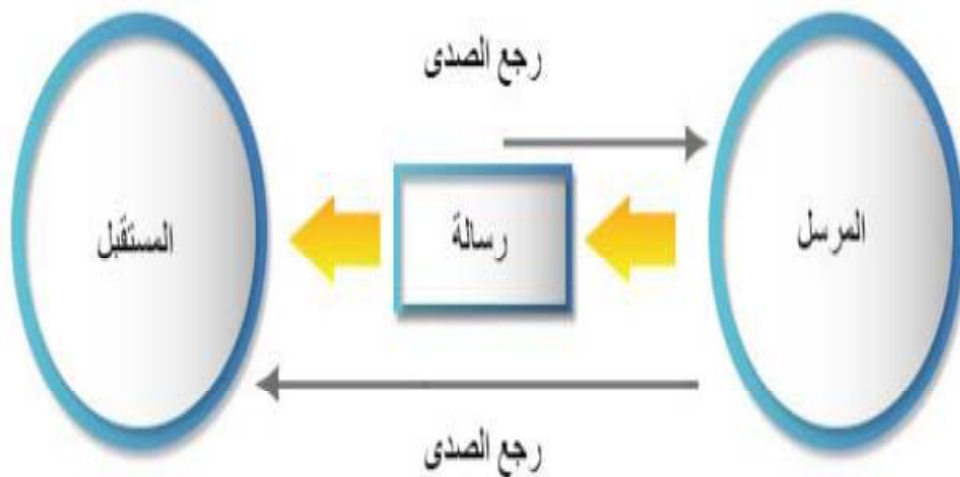 رجع الصدى
المرسل
رسالة
المستقبل
رجع الصدى